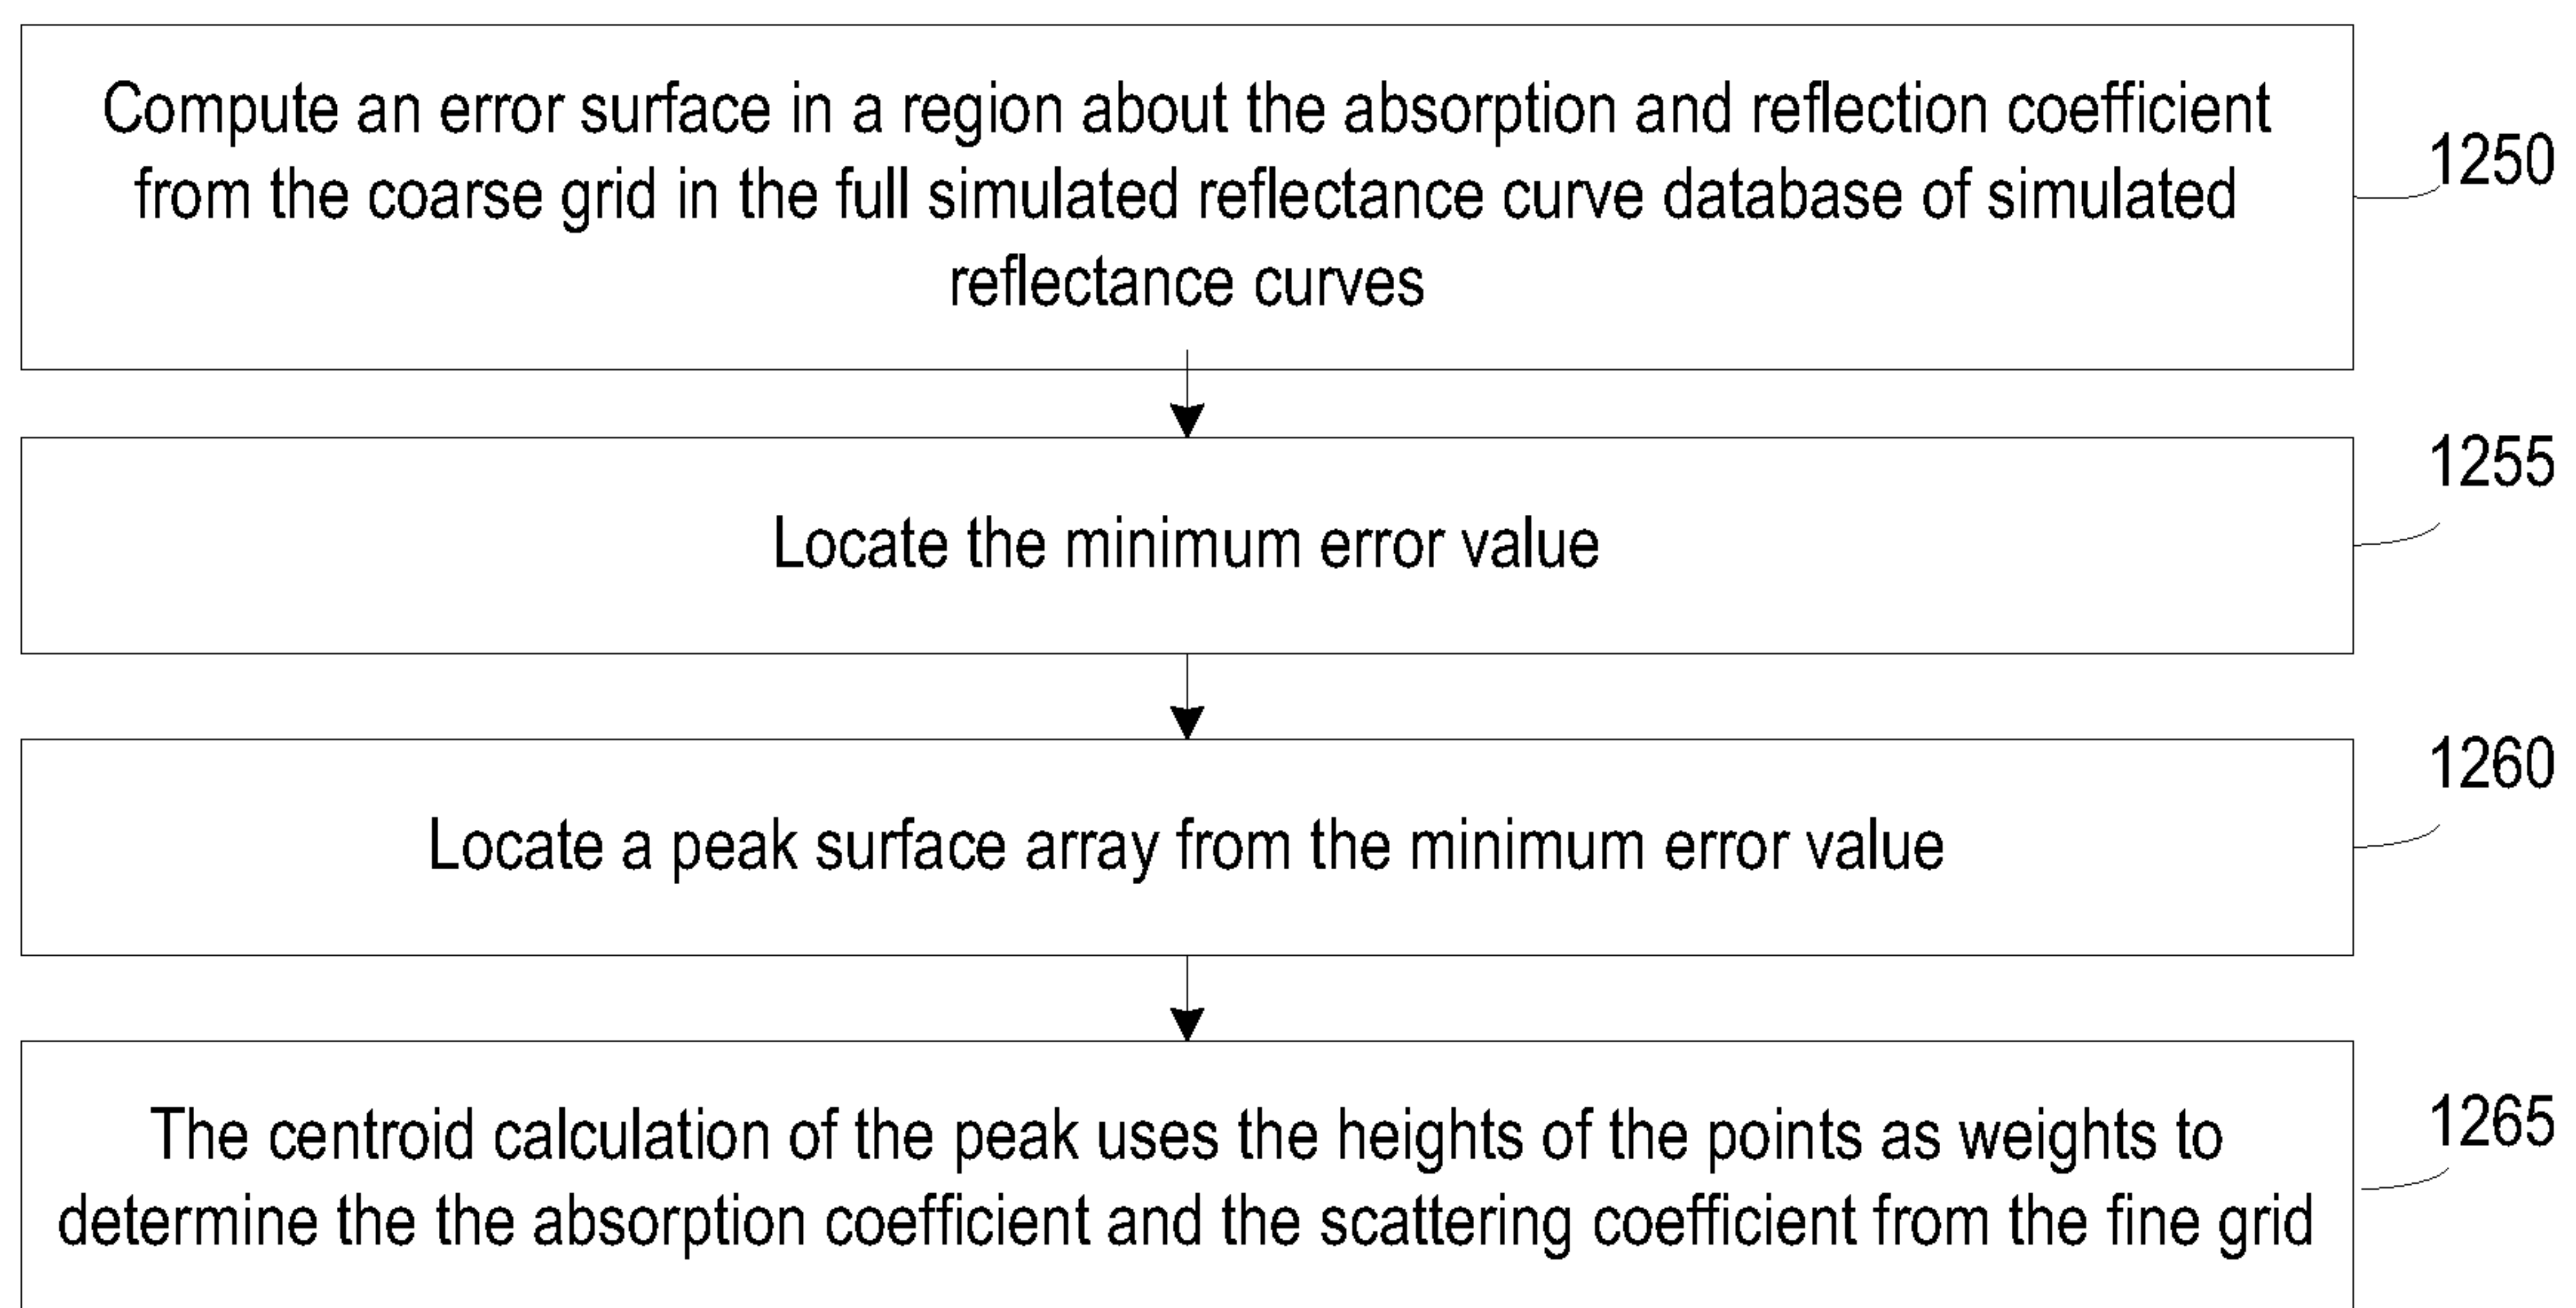 Compute an error surface in a region about the absorption and reflection coefficient
from the coarse grid in the full simulated reflectance curve database of simulated
reflectance curves
1250
Locate the minimum error value
1255
Locate a peak surface array from the minimum error value
1260
The centroid calculation of the peak uses the heights of the points as weights to
determine the the absorption coefficient and the scattering coefficient from the fine grid
1265